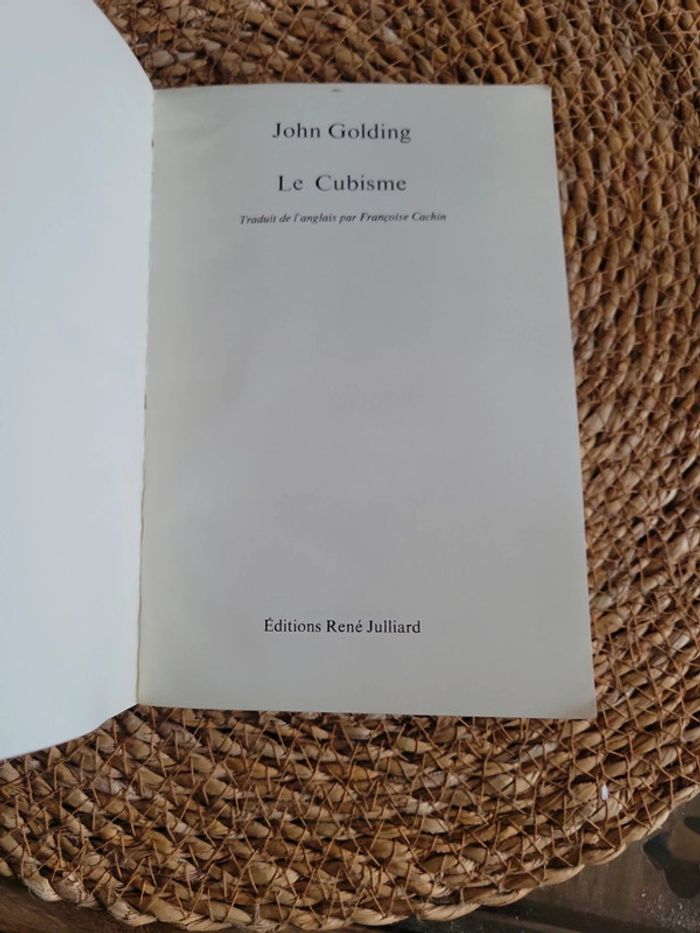 John Golding
Le Cubisme
Traduit de l'anglais par Françoise Cachin
Éditions René Julliard